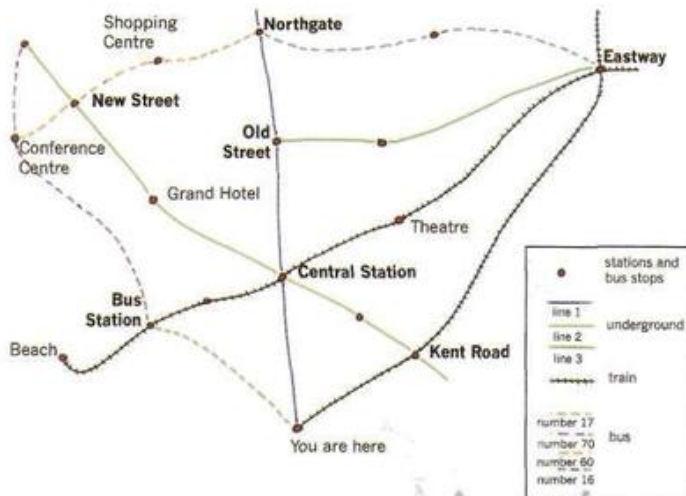 Shopping
Centre
Northgate
Eastway
New Street
Old
Street
Conference
Centre
Grand Hotel
Theatre
Central Station
Bus
Station
Beach
Kent Road
You are here
stations and
bus stops
line 1
underground
line 2
line 3
train
number 17
bus
number 70
number 60
number 16